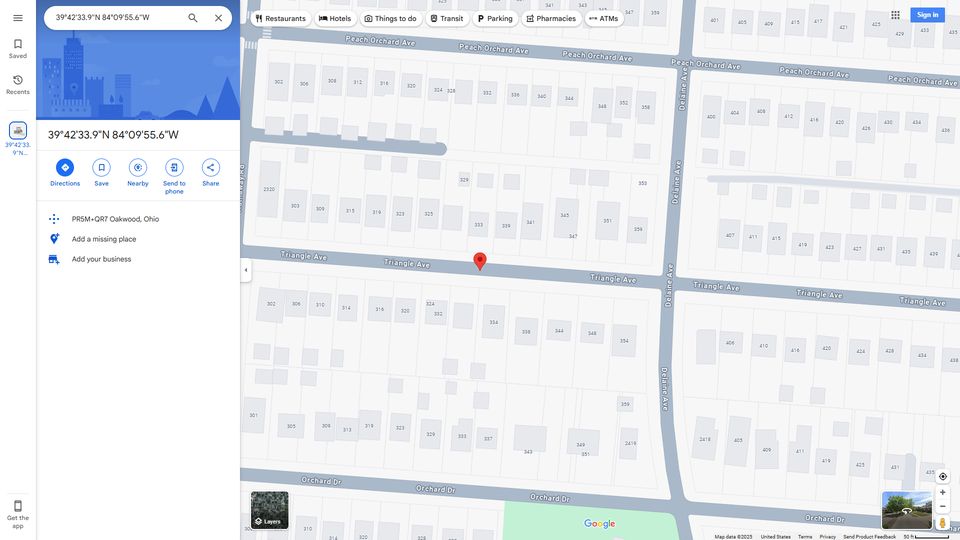 39°42'33.9"N 84°09'55.6"W
Restaurants
Hotels
Things to do
Transit
Parking
Pharmacies
ATMs
Sign in
Saved
Recents
39°42'33.
9"N...
39°42'33.9"N 84°09'55.6"W
Directions
Save
Nearby
Send to
phone
Share
PR5M+QR7 Oakwood, Ohio
Add a missing place
Add your business
Get the
app
Peach Orchard Ave
Peach Orchard Ave
Peach Orchard Ave
Peach Orchard Ave
Peach Orchard Ave
Peach Orchard Ave
401
405
411
415
417
421
425
429
433
435
302
306
308
312
316
320
324
328
332
336
340
344
348
352
358
400
404
408
412
416
420
424
430
434
436
Delaine Ave
Delaine Ave
Delaine Ave
Delaine Ave
2320
303
309
315
319
323
325
329
333
339
341
345
347
351
353
359
407
411
415
423
427
431
435
439
Triangle Ave
Triangle Ave
Triangle Ave
Triangle Ave
Triangle Ave
Triangle Ave
302
306
310
314
316
320
324
332
334
338
344
348
354
406
410
416
420
424
428
434
301
305
309
313
319
323
329
333
337
343
349
351
359
2419
2418
405
409
411
419
425
431
Orchard Dr
Orchard Dr
Orchard Dr
Orchard Dr
310
Layers
Google
Map data ©2025
United States
Terms
Privacy
Send Product Feedback
50 ft